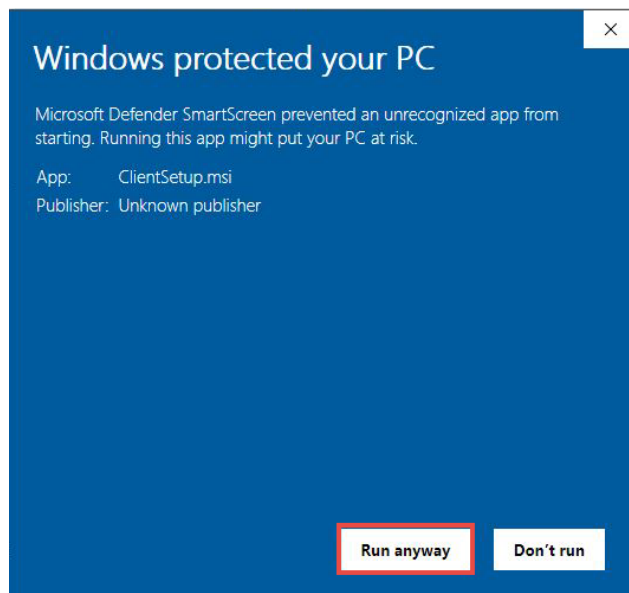 Windows protected your PC
Microsoft Defender SmartScreen prevented an unrecognized app from
starting. Running this app might put your PC at risk.
App: ClientSetup.msi
Publisher: Unknown publisher
Run anyway Don't run